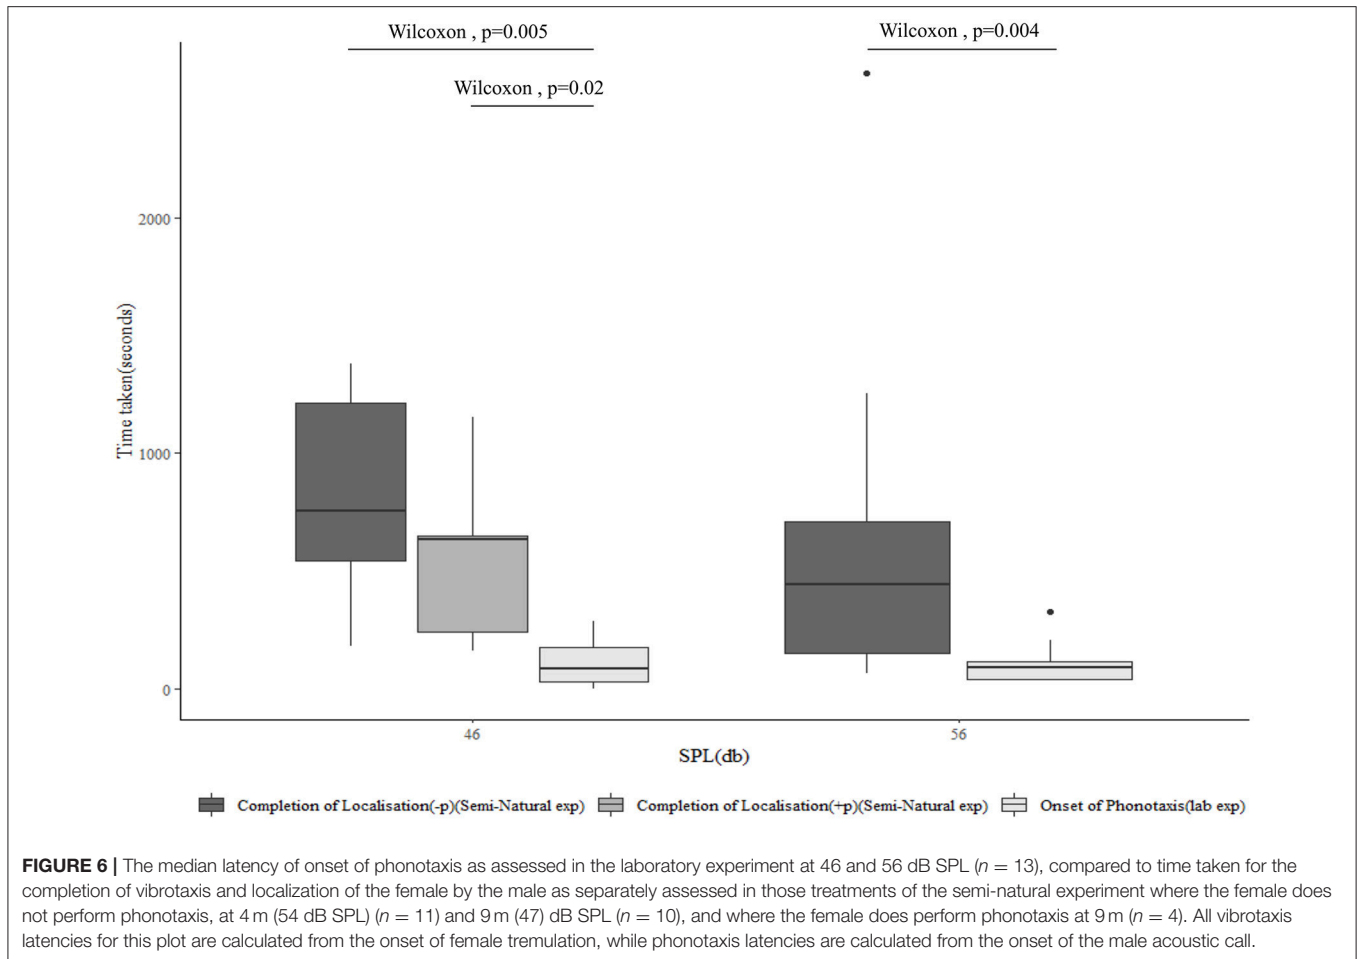 Wilcoxon , p=0.005
Wilcoxon , p=0.004
Wilcoxon , p=0.02
2000
Time taken(seconds)
1000
0
46
56
SPL(db)
Completion of Localisation(-p)(Semi-Natural exp)
Completion of Localisation(+p)(Semi-Natural exp)
Onset of Phonotaxis(lab exp)
FIGURE 6 | The median latency of onset of phonotaxis as assessed in the laboratory experiment at 46 and 56 dB SPL (n = 13), compared to time taken for the
completion of vibrotaxis and localization of the female by the male as separately assessed in those treatments of the semi-natural experiment where the female does
not perform phonotaxis, at 4 m (54 dB SPL) (n = 11) and 9 m (47) dB SPL (n = 10), and where the female does perform phonotaxis at 9 m (n = 4). All vibrotaxis
latencies for this plot are calculated from the onset of female tremulation, while phonotaxis latencies are calculated from the onset of the male acoustic call.